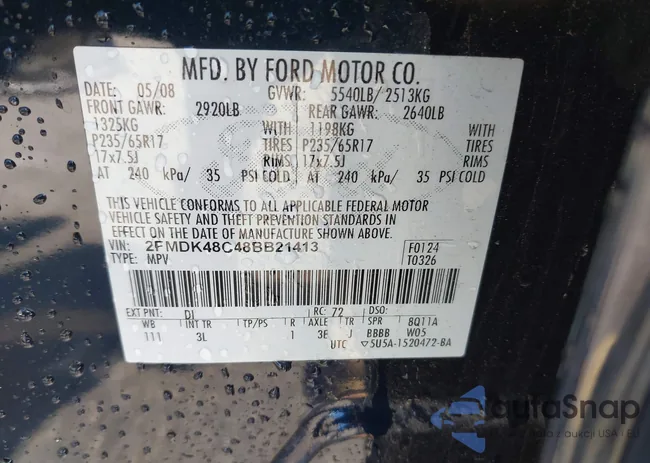 MFD. BY FORD MOTOR CO.
DATE: 05/08 GVWR: 5540LB/ 2513KG
FRONT GAWR: 2920LB REAR GAWR: 2640LB
1325KG WITH 1198KG WITH
P235/65R17 TIRES P235/65R17 TIRES
17x7.5J RIMS 17x7.5J RIMS
AT 240 kPa/ 35 PSI COLD AT 240 kPa/ 35 PSI COLD
THIS VEHICLE CONFORMS TO ALL APPLICABLE FEDERAL MOTOR
VEHICLE SAFETY AND THEFT PREVENTION STANDARDS IN
EFFECT ON THE DATE OF MANUFACTURE SHOWN ABOVE.
VIN: 2FMDK48C48BB21413 F0124
TYPE: MPV T0326
EXT PNT: DI RC: 72 DSO:
WB INT TR TP/PS R AXLE TR SPR 8Q11A
111 3L 1 3E J BBBB W05
UTC ▽5U5A-1520472-BA
autoSnap
z aukcji USA EU